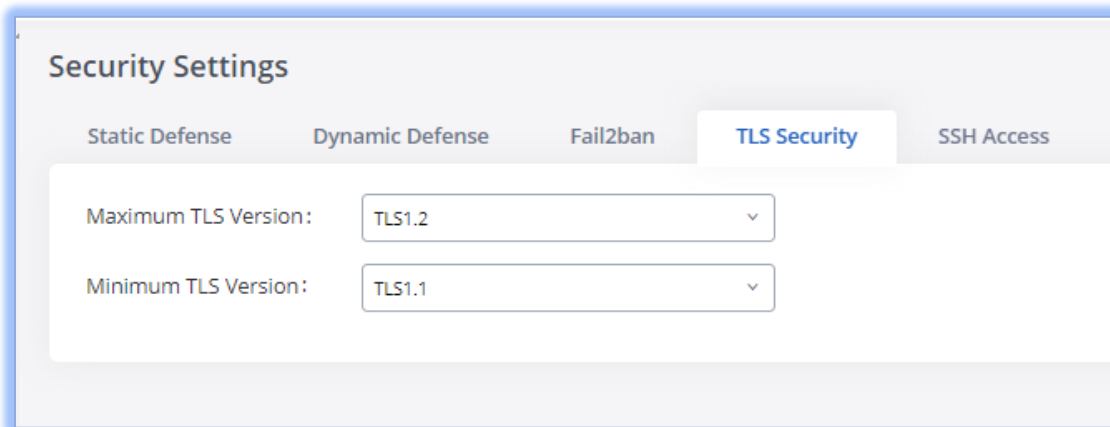 Security Settings
Static Defense Dynamic Defense Fail2ban TLS Security SSH Access
Maximum TLS Version: TLS1.2
Minimum TLS Version: TLS1.1